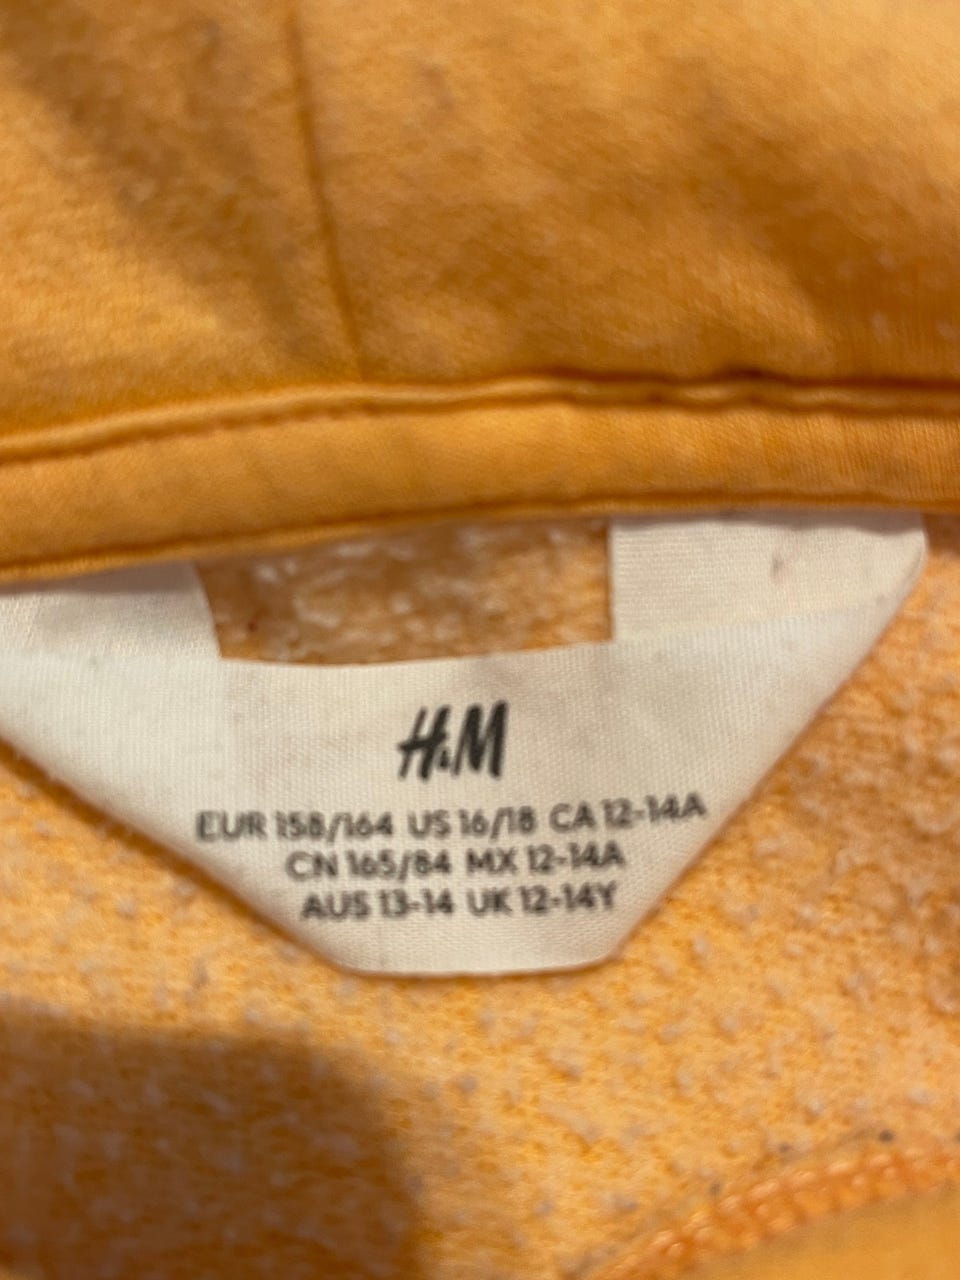 H&M
EUR 158/164 US 16/18 CA 12-14A
CN 165/84 MX 12-14A
AUS 13-14 UK 12-14Y